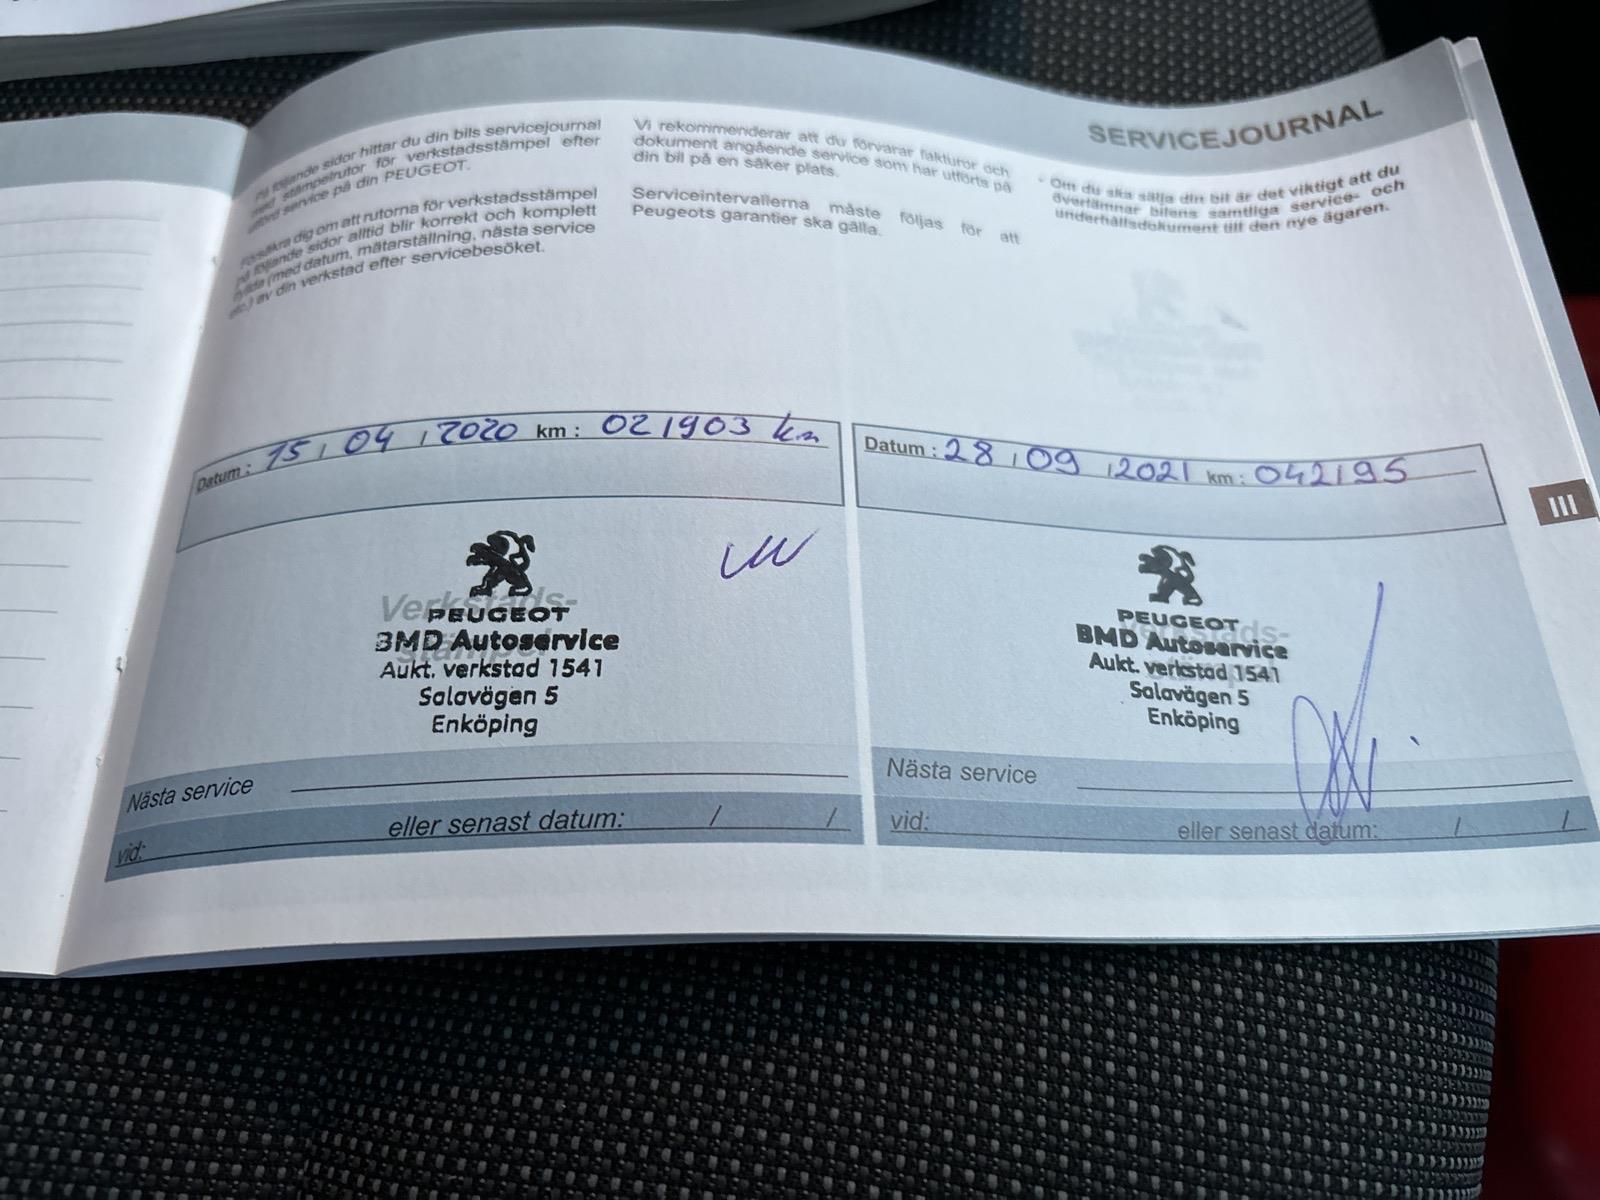 SERVICEJOURNAL
På följande sidor hittar du din bils servicejournal
med stämpelrutor för verkstadsstämpel efter
utförd service på din PEUGEOT.
Försäkra dig om att rutorna för verkstadsstämpel
på följande sidor alltid blir korrekt och komplett
ifyllda (med datum, mätarställning, nästa service
etc.) av din verkstad efter servicebesöket.
Vi rekommenderar att du förvarar fakturor och
dokument angående service som har utförts på
din bil på en säker plats.
Serviceintervallerna måste följas för att
Peugeots garantier ska gälla.
Om du ska sälja din bil är det viktigt att du
överlämnar bilens samtliga service- och
underhållsdokument till den nye ägaren.
Datum : 15 / 04 / 2020 km : 021903 km
Verkstads-
stämpel
PEUGEOT
BMD Autoservice
Aukt. verkstad 1541
Salavägen 5
Enköping
Nästa service
vid: eller senast datum: / /
Datum : 28 / 09 / 2021 km : 042195
PEUGEOT
BMD Autoservice
Aukt. verkstad 1541
Salavägen 5
Enköping
Nästa service
vid: eller senast datum: / /
III